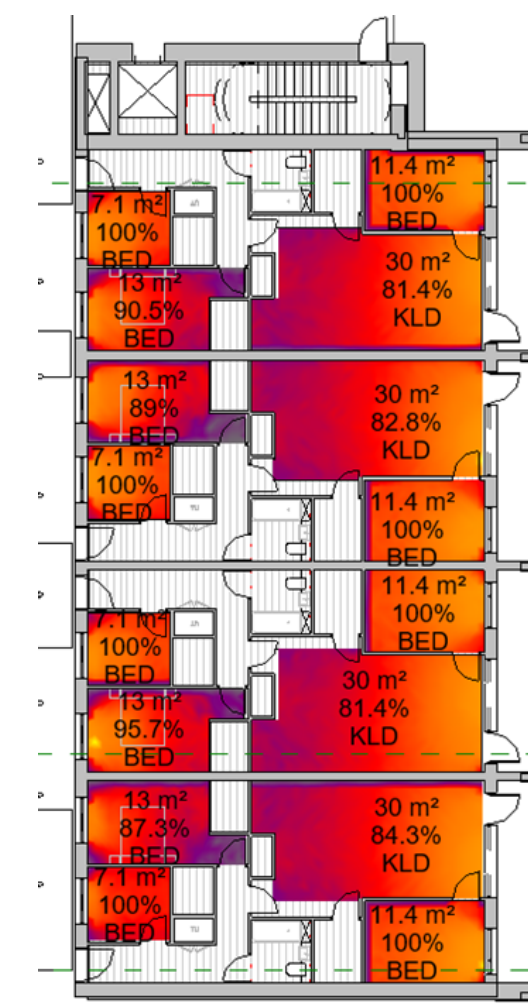 11.4 m²
100%
BED
7.1 m²
100%
BED
30 m²
81.4%
KLD
13 m²
90.5%
BED
13 m²
89%
BED
30 m²
82.8%
KLD
7.1 m²
100%
BED
11.4 m²
100%
BED
11.4 m²
100%
BED
7.1 m²
100%
BED
30 m²
81.4%
KLD
13 m²
95.7%
BED
13 m²
87.3%
BED
30 m²
84.3%
KLD
7.1 m²
100%
BED
11.4 m²
100%
BED